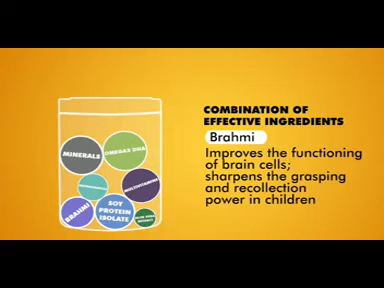 COMBINATION OF
EFFECTIVE INGREDIENTS
Brahmi
Improves the functioning
of brain cells;
sharpens the grasping
and recollection
power in children
MINERALS
OMEGA3 DHA
MULTIVITAMINS
BRAHMI
SOY
PROTEIN
ISOLATE